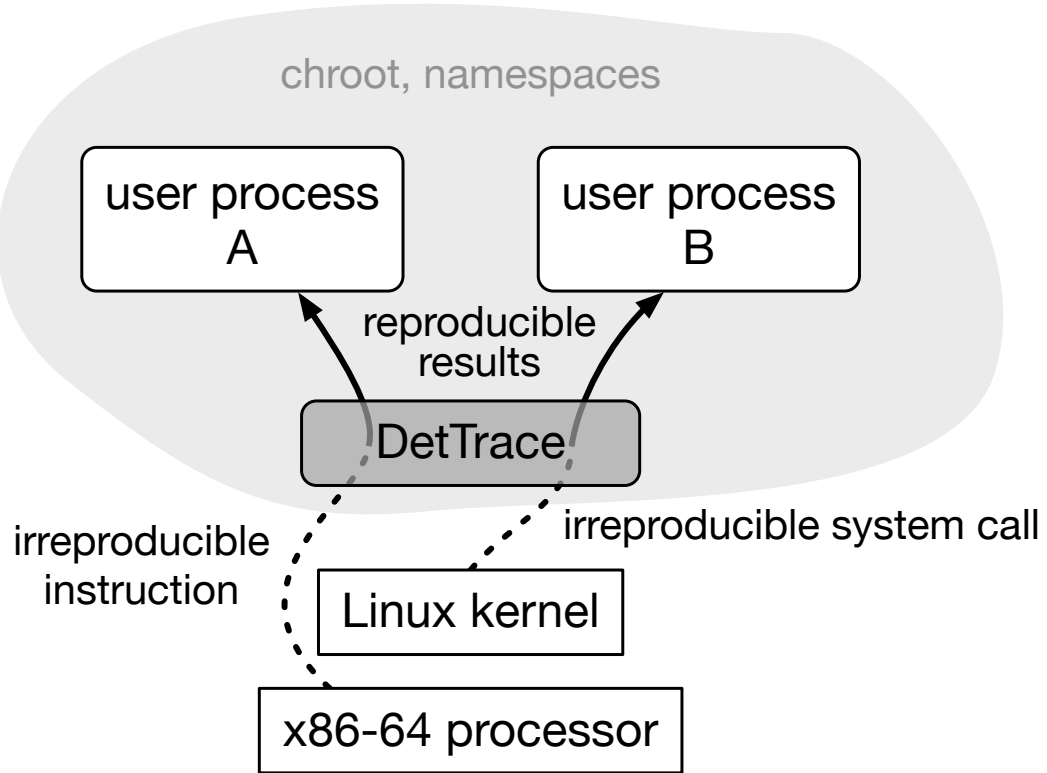 chroot, namespaces
user process
A
user process
B
reproducible
results
DetTrace
irreproducible system call
irreproducible
instruction
Linux kernel
x86-64 processor